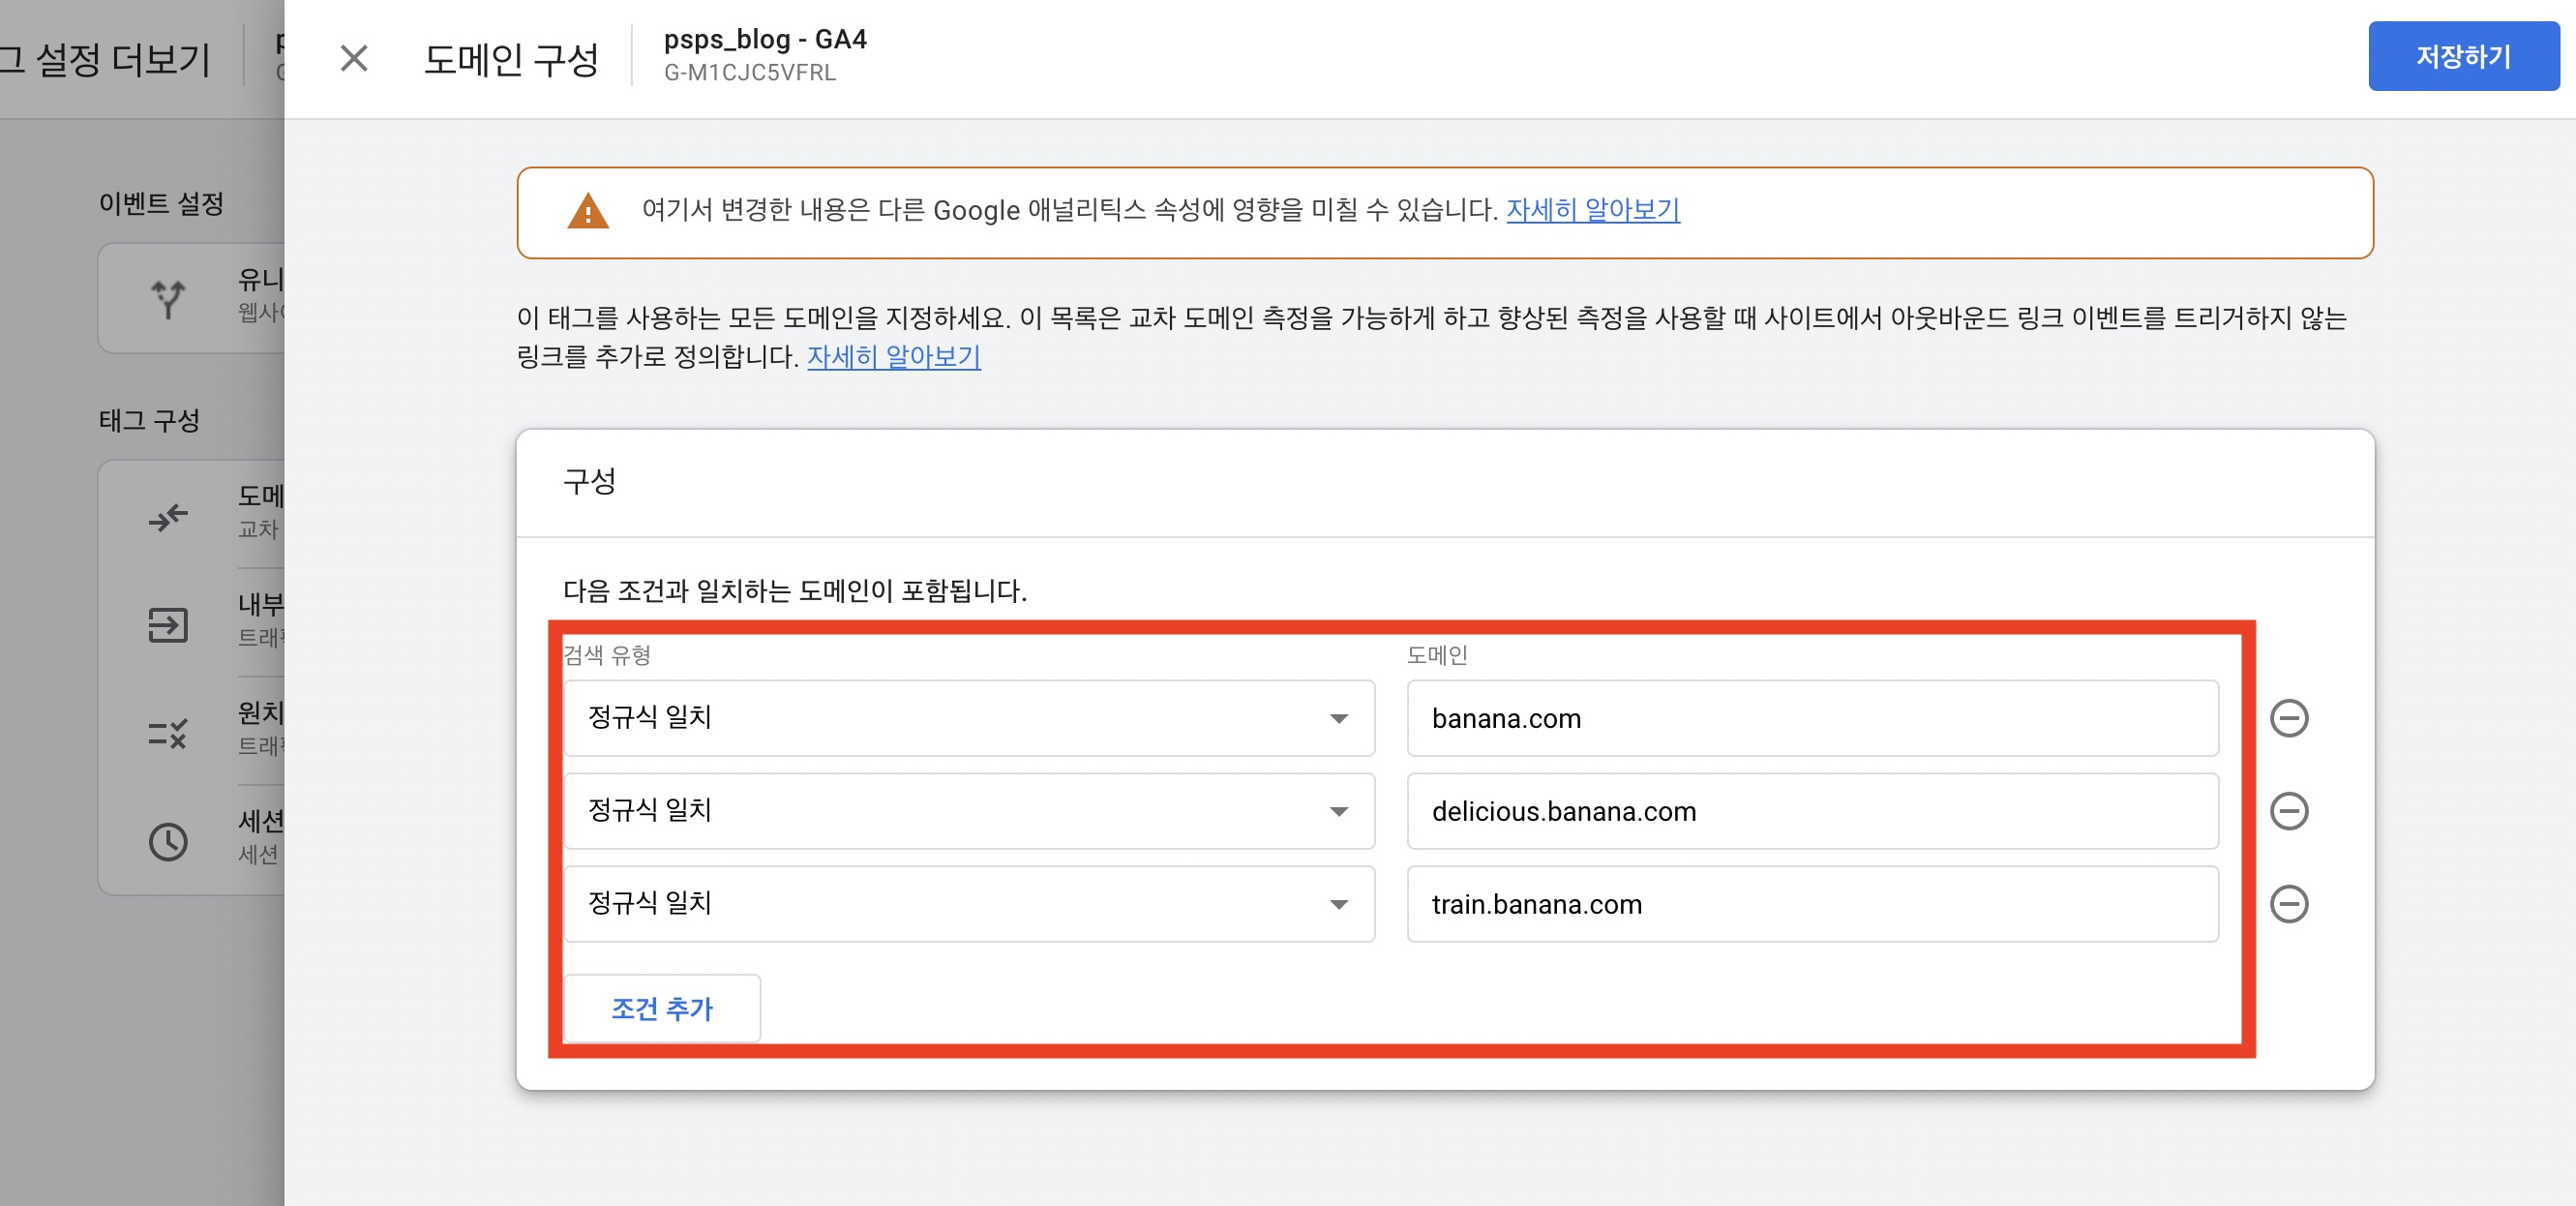 그 설정 더보기
도메인 구성
psps_blog - GA4
G-M1CJC5VFRL
저장하기
이벤트 설정
유니
태그 구성
도메
교차
내부
원치
세션
세션
여기서 변경한 내용은 다른 Google 애널리틱스 속성에 영향을 미칠 수 있습니다. 자세히 알아보기
이 태그를 사용하는 모든 도메인을 지정하세요. 이 목록은 교차 도메인 측정을 가능하게 하고 향상된 측정을 사용할 때 사이트에서 아웃바운드 링크 이벤트를 트리거하지 않는
링크를 추가로 정의합니다. 자세히 알아보기
구성
다음 조건과 일치하는 도메인이 포함됩니다.
검색 유형 도메인
정규식 일치 banana.com
정규식 일치 delicious.banana.com
정규식 일치 train.banana.com
조건 추가